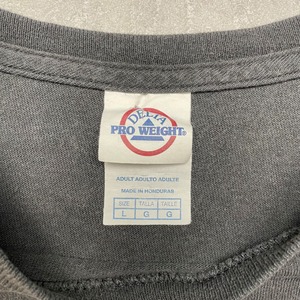 DELTA
PRO WEIGHT®
ADULT ADULTO ADULTE
MADE IN HONDURAS
SIZE TALLA TAILLE
L G G